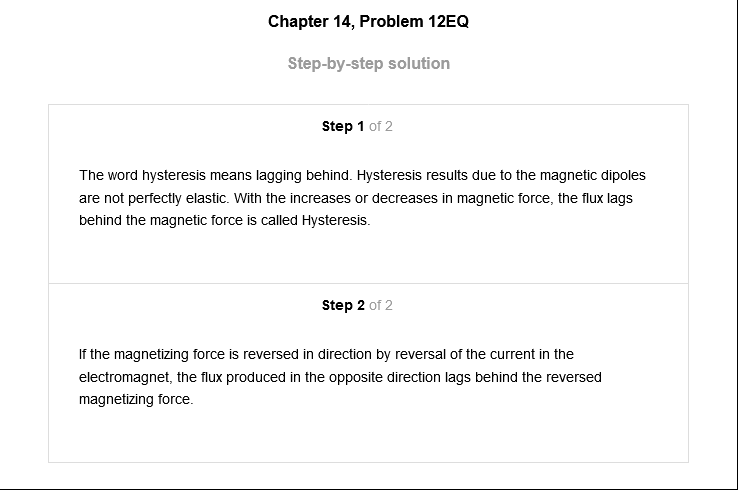 Chapter 14, Problem 12EQ
Step-by-step solution
Step 1 of 2
The word hysteresis means lagging behind. Hysteresis results due to the magnetic dipoles
are not perfectly elastic. With the increases or decreases in magnetic force, the flux lags
behind the magnetic force is called Hysteresis.
Step 2 of 2
If the magnetizing force is reversed in direction by reversal of the current in the
electromagnet, the flux produced in the opposite direction lags behind the reversed
magnetizing force.